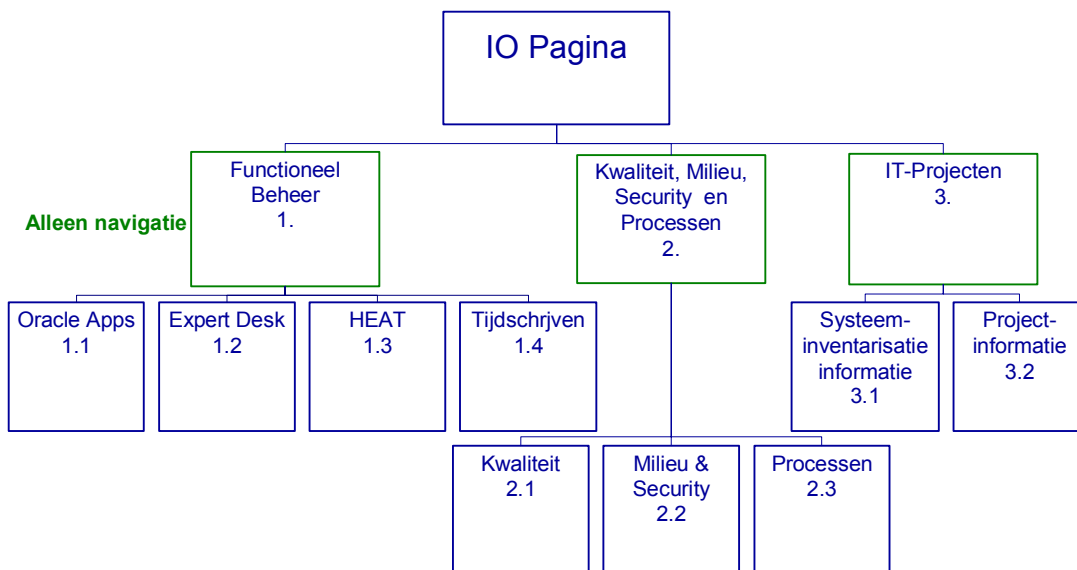 IO Pagina
Functioneel
Beheer
1.
Kwaliteit, Milieu,
Security en
Processen
2.
IT-Projecten
3.
Alleen navigatie
Oracle Apps
1.1
Expert Desk
1.2
HEAT
1.3
Tijdschrjven
1.4
Systeem-
inventarisatie
informatie
3.1
Project-
informatie
3.2
Kwaliteit
2.1
Milieu &
Security
2.2
Processen
2.3